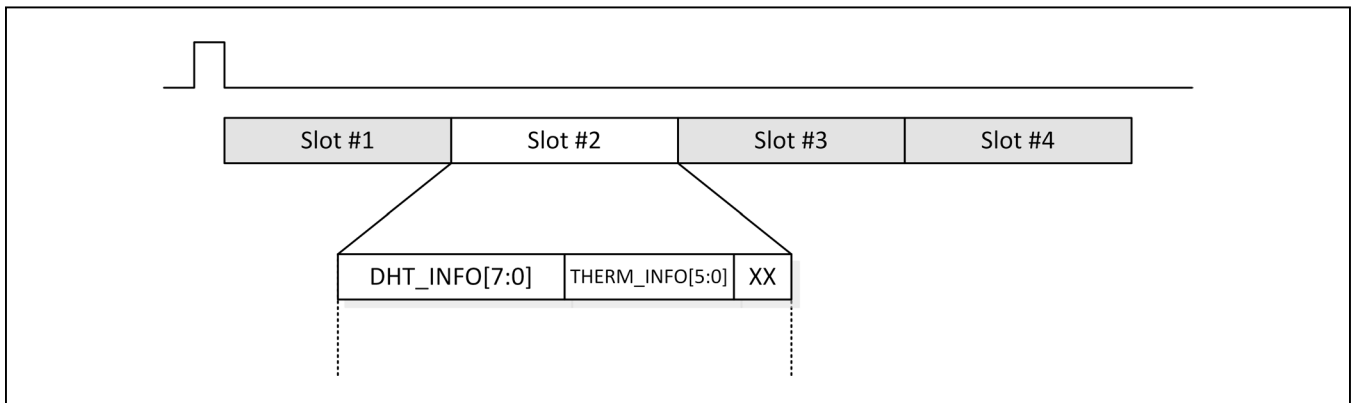 Slot #1 Slot #2 Slot #3 Slot #4
DHT_INFO[7:0] THERM_INFO[5:0] XX